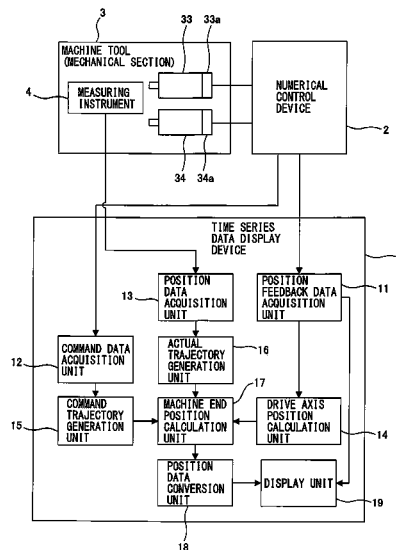 3
33
33a
MACHINE TOOL
(MECHANICAL SECTION)
4
MEASURING
INSTRUMENT
NUMERICAL
CONTROL
DEVICE
2
34
34a
TIME SERIES
DATA DISPLAY
DEVICE
POSITION
DATA
ACQUISITION
UNIT
13
POSITION
FEEDBACK DATA
ACQUISITION
UNIT
11
12
COMMAND DATA
ACQUISITION
UNIT
ACTUAL
TRAJECTORY
GENERATION
UNIT
16
17
COMMAND
TRAJECTORY
GENERATION
UNIT
15
MACHINE END
POSITION
CALCULATION
UNIT
DRIVE AXIS
POSITION
CALCULATION
UNIT
14
POSITION
DATA
CONVERSION
UNIT
18
DISPLAY UNIT
19